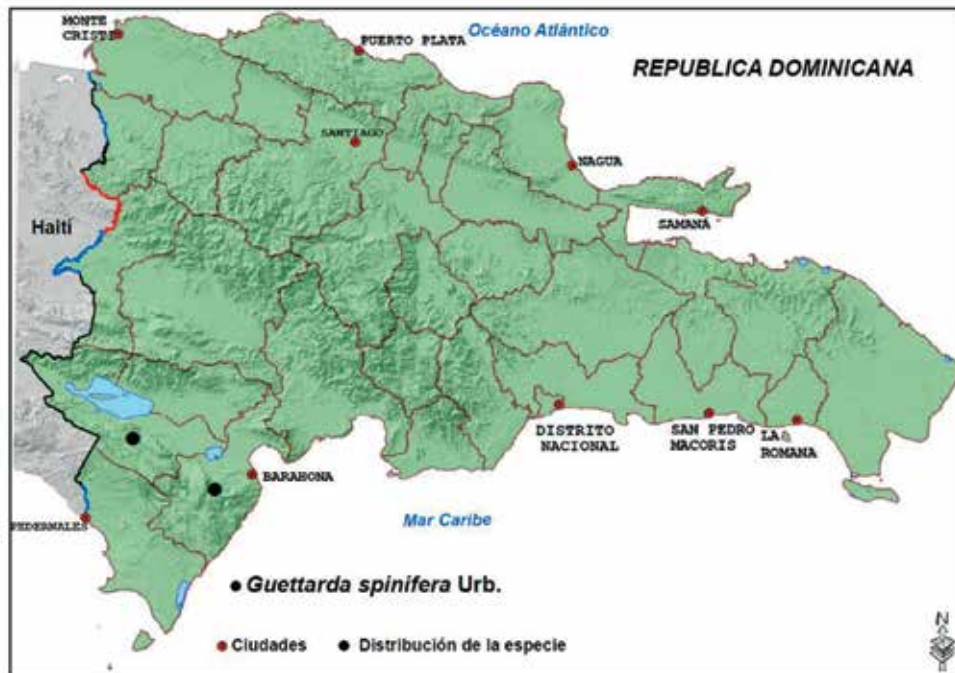 MONTE
CRISTI
PUERTO PLATA
Océano Atlántico
REPUBLICA DOMINICANA
SANTIAGO
NAGUA
SAMANÁ
Haití
DISTRITO
NACIONAL
SAN PEDRO
MACORIS
LA
ROMANA
BARAHONA
PEDERNALES
Mar Caribe
Guettarda spinifera Urb.
Ciudades
Distribución de la especie
N